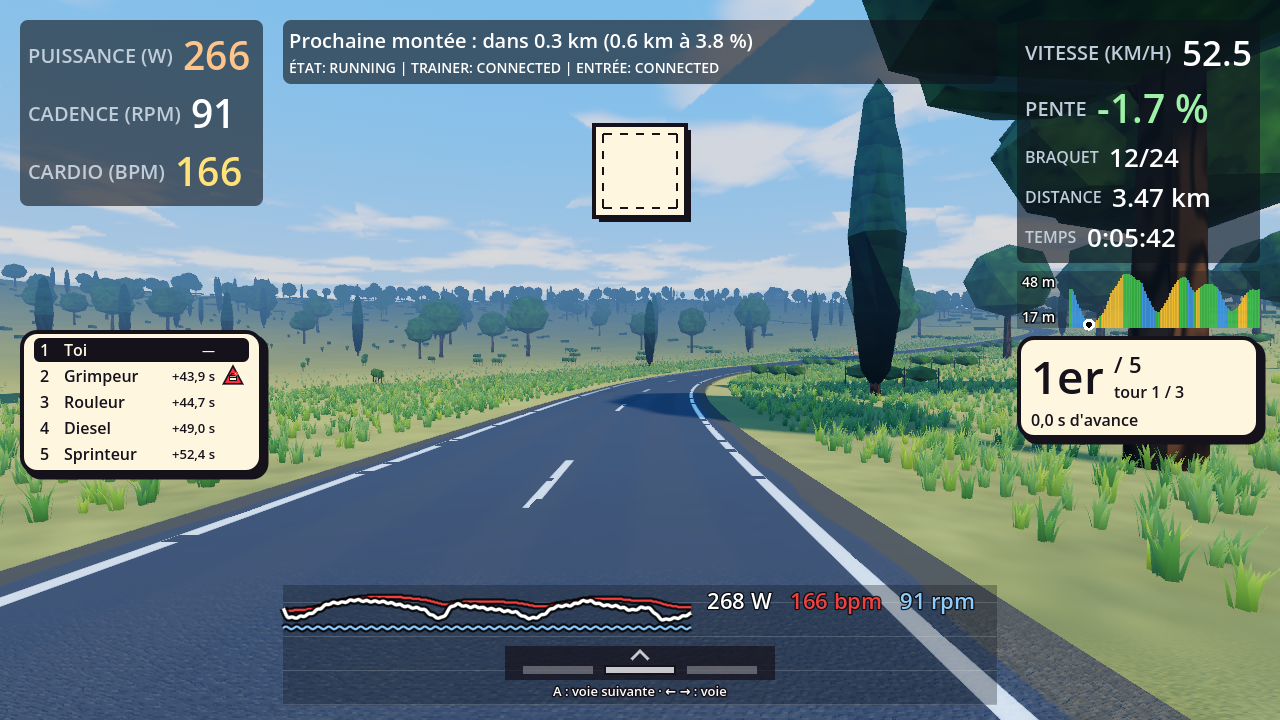 PUISSANCE (W) 266
CADENCE (RPM) 91
CARDIO (BPM) 166
Prochaine montée : dans 0.3 km (0.6 km à 3.8 %)
ÉTAT: RUNNING | TRAINER: CONNECTED | ENTRÉE: CONNECTED
VITESSE (KM/H) 52.5
PENTE -1.7 %
BRAQUET 12/24
DISTANCE 3.47 km
TEMPS 0:05:42
48 m
17 m
1 Toi —
2 Grimpeur +43,9 s
3 Rouleur +44,7 s
4 Diesel +49,0 s
5 Sprinteur +52,4 s
1er / 5
tour 1 / 3
0,0 s d'avance
268 W 166 bpm 91 rpm
A : voie suivante · ← → : voie